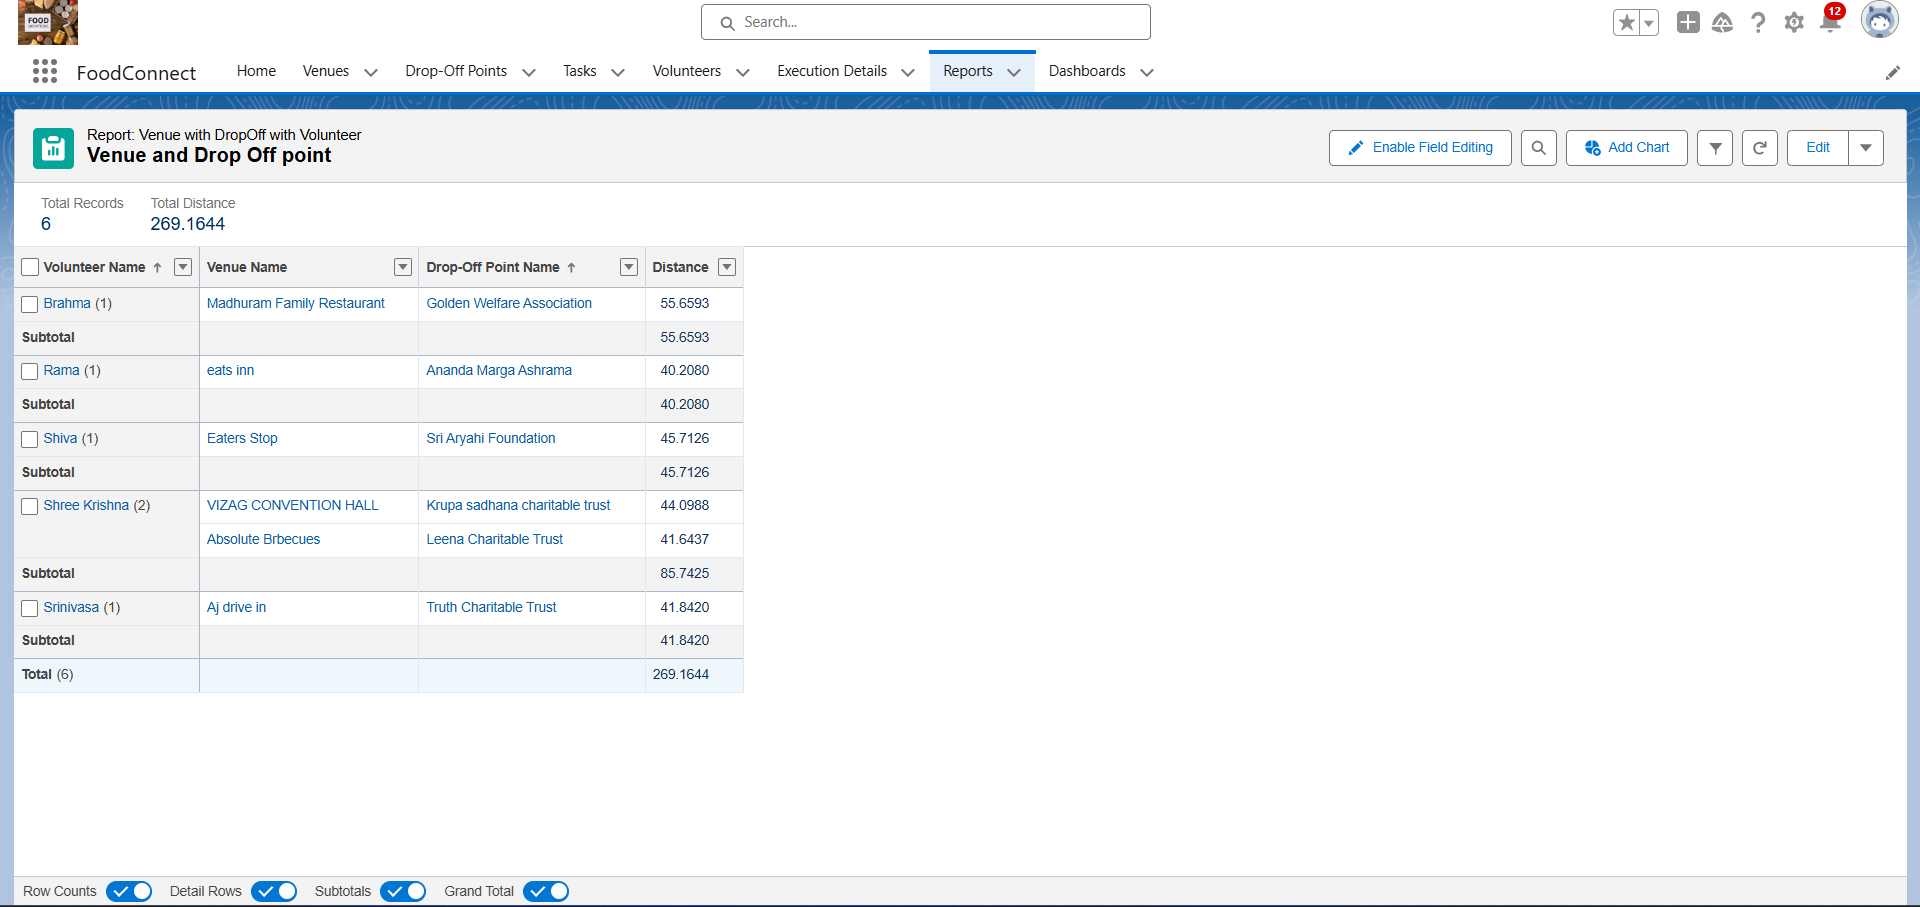 FOOD
Search...
12
FoodConnect
Home
Venues
Drop-Off Points
Tasks
Volunteers
Execution Details
Reports
Dashboards
Report: Venue with DropOff with Volunteer
Venue and Drop Off point
Enable Field Editing
Add Chart
Edit
Total Records
6
Total Distance
269.1644
Volunteer Name Venue Name Drop-Off Point Name Distance
Brahma (1) Madhuram Family Restaurant Golden Welfare Association 55.6593
Subtotal 55.6593
Rama (1) eats inn Ananda Marga Ashrama 40.2080
Subtotal 40.2080
Shiva (1) Eaters Stop Sri Aryahi Foundation 45.7126
Subtotal 45.7126
Shree Krishna (2) VIZAG CONVENTION HALL Krupa sadhana charitable trust 44.0988
Absolute Brbecues Leena Charitable Trust 41.6437
Subtotal 85.7425
Srinivasa (1) Aj drive in Truth Charitable Trust 41.8420
Subtotal 41.8420
Total (6) 269.1644
Row Counts Detail Rows Subtotals Grand Total